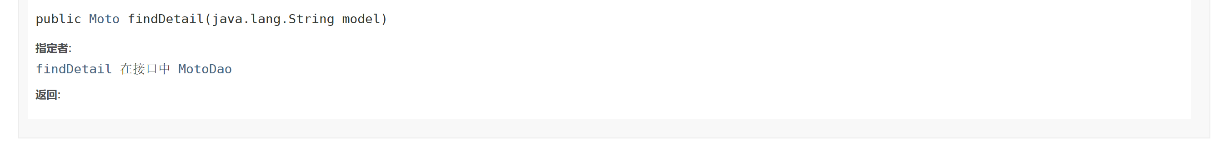 public Moto findDetail(java.lang.String model)
指定者:
findDetail 在接口中 MotoDao
返回: